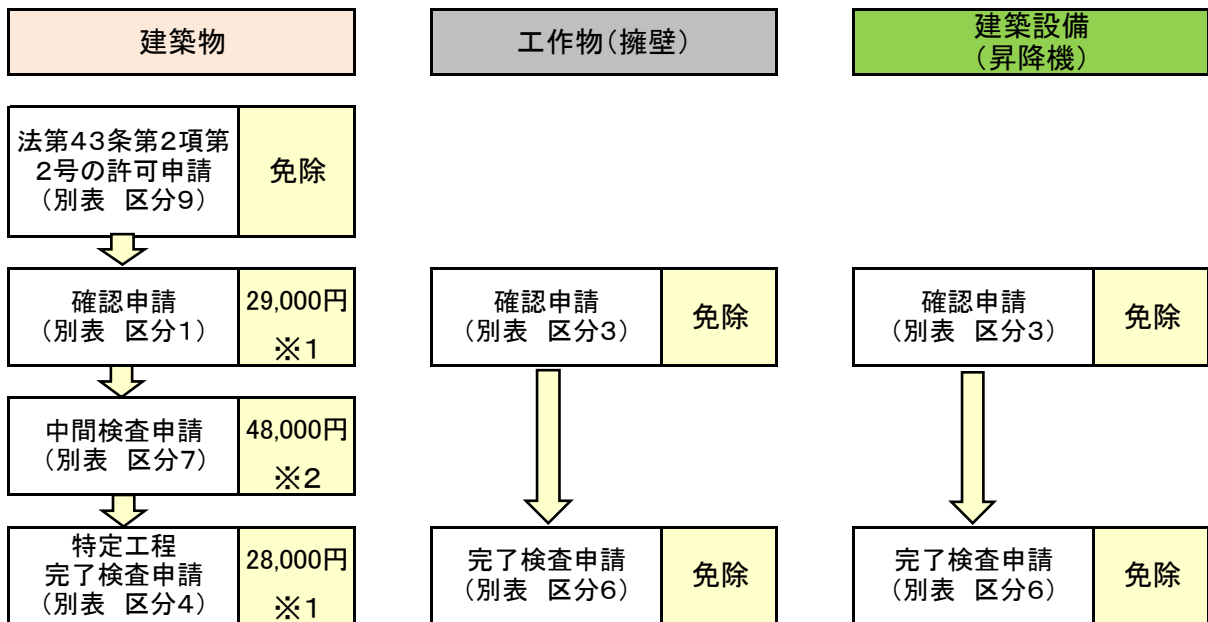 建築物
工作物(擁壁)
建築設備
(昇降機)
法第43条第2項第
2号の許可申請
(別表 区分9)
免除
確認申請
(別表 区分1)
29,000円
※1
確認申請
(別表 区分3)
免除
確認申請
(別表 区分3)
免除
中間検査申請
(別表 区分7)
48,000円
※2
特定工程
完了検査申請
(別表 区分4)
28,000円
※1
完了検査申請
(別表 区分6)
免除
完了検査申請
(別表 区分6)
免除